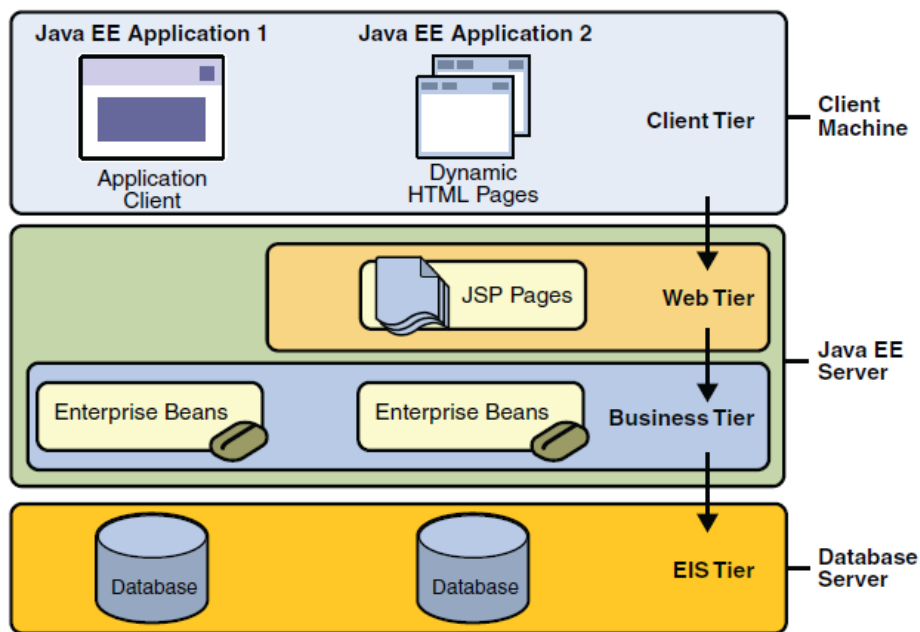 Java EE Application 1
Java EE Application 2
Application
Client
Dynamic
HTML Pages
Client Tier
Client
Machine
JSP Pages
Web Tier
Java EE
Server
Enterprise Beans
Enterprise Beans
Business Tier
Database
Database
EIS Tier
Database
Server